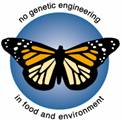 no genetic engineering
in food and environment